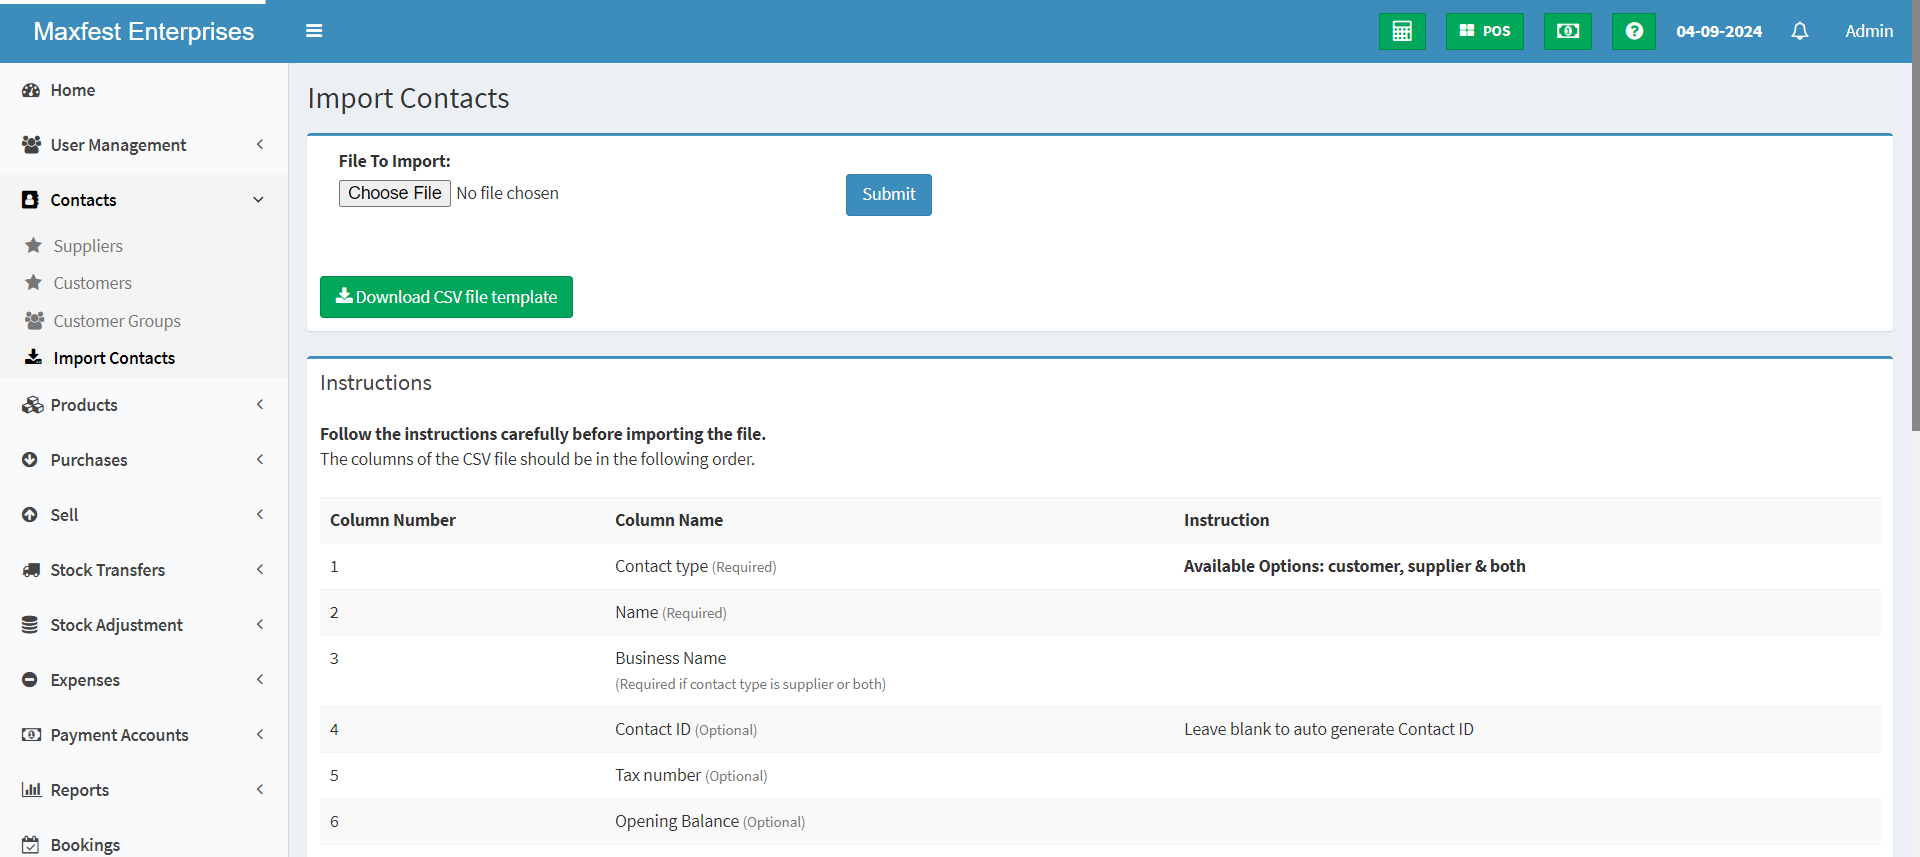 Maxfest Enterprises
POS
04-09-2024
Admin
Home
User Management
Contacts
Suppliers
Customers
Customer Groups
Import Contacts
Products
Purchases
Sell
Stock Transfers
Stock Adjustment
Expenses
Payment Accounts
Reports
Bookings
Import Contacts
File To Import:
Choose File No file chosen
Submit
Download CSV file template
Instructions
Follow the instructions carefully before importing the file.
The columns of the CSV file should be in the following order.
Column Number Column Name Instruction
1 Contact type (Required) Available Options: customer, supplier & both
2 Name (Required)
3 Business Name
(Required if contact type is supplier or both)
4 Contact ID (Optional) Leave blank to auto generate Contact ID
5 Tax number (Optional)
6 Opening Balance (Optional)